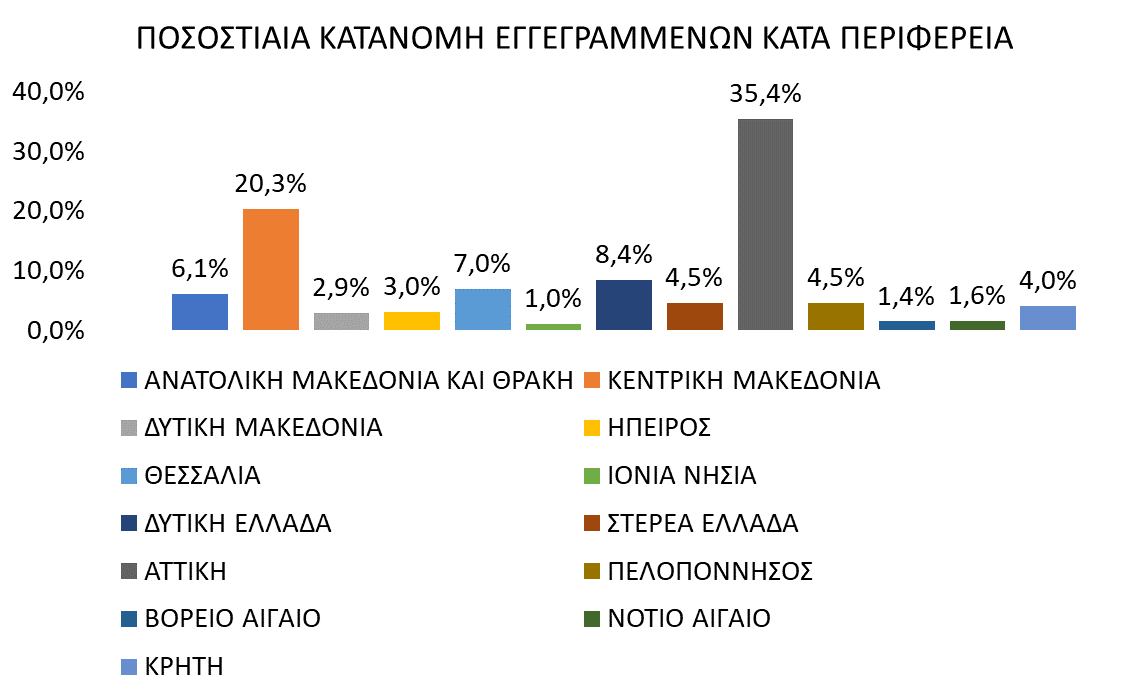 ΠΟΣΟΣΤΙΑΙΑ ΚΑΤΑΝΟΜΗ ΕΓΓΕΓΡΑΜΜΕΝΩΝ ΚΑΤΑ ΠΕΡΙΦΕΡΕΙΑ
40,0%
30,0%
20,0%
10,0%
0,0%
6,1%
20,3%
2,9%
3,0%
7,0%
1,0%
8,4%
4,5%
35,4%
4,5%
1,4%
1,6%
4,0%
ΑΝΑΤΟΛΙΚΗ ΜΑΚΕΔΟΝΙΑ ΚΑΙ ΘΡΑΚΗ
ΚΕΝΤΡΙΚΗ ΜΑΚΕΔΟΝΙΑ
ΔΥΤΙΚΗ ΜΑΚΕΔΟΝΙΑ
ΗΠΕΙΡΟΣ
ΘΕΣΣΑΛΙΑ
ΙΟΝΙΑ ΝΗΣΙΑ
ΔΥΤΙΚΗ ΕΛΛΑΔΑ
ΣΤΕΡΕΑ ΕΛΛΑΔΑ
ΑΤΤΙΚΗ
ΠΕΛΟΠΟΝΝΗΣΟΣ
ΒΟΡΕΙΟ ΑΙΓΑΙΟ
ΝΟΤΙΟ ΑΙΓΑΙΟ
ΚΡΗΤΗ